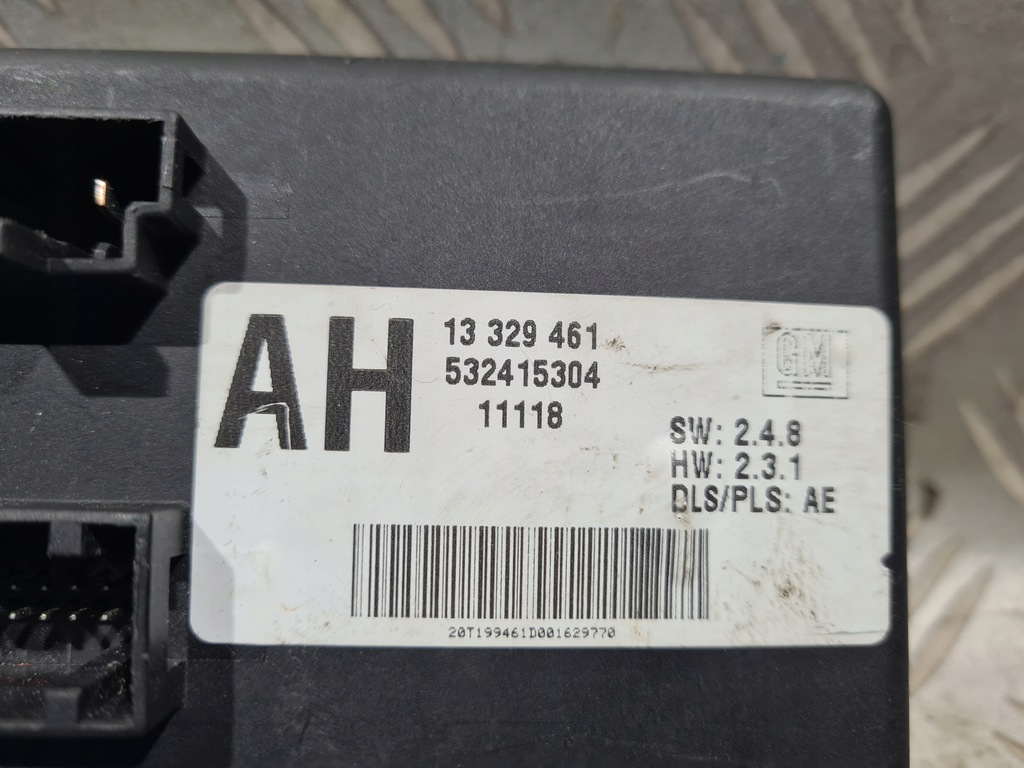 AH
13 329 461
532415304
11118
GM
SW: 2.4.8
HW: 2.3.1
DLS/PLS: AE
20T199461D001629770